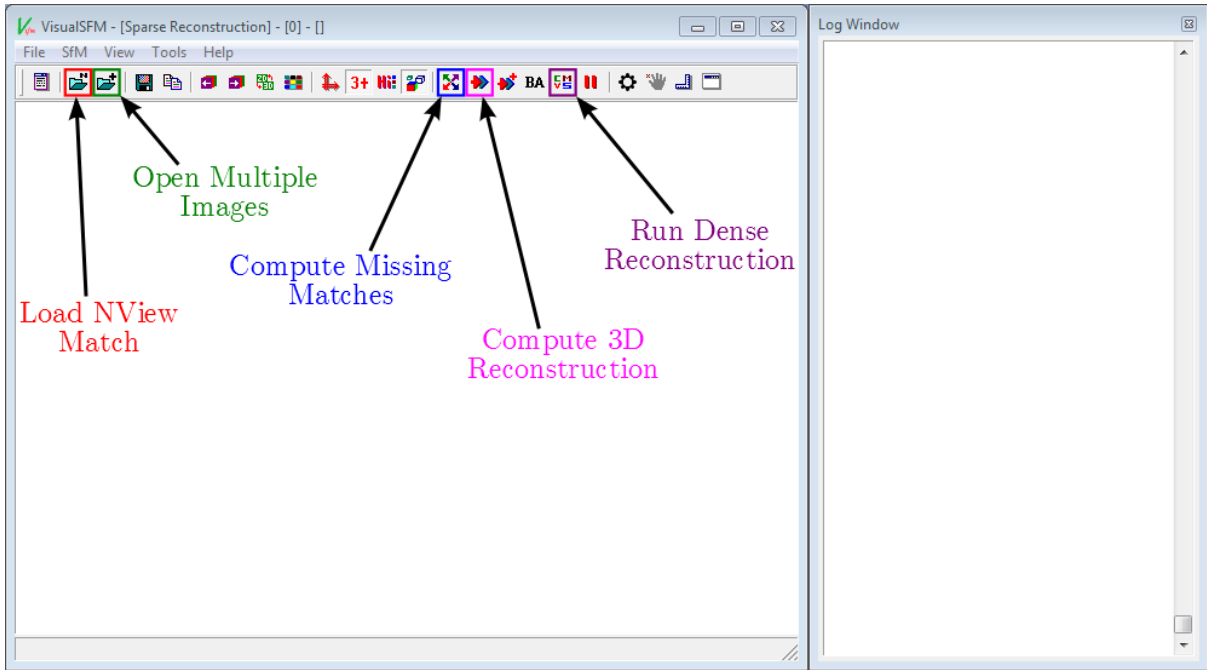 VisualSFM - [Sparse Reconstruction] - [0] - []
Log Window
File SfM View Tools Help
3+ BA
Open Multiple
Images
Run Dense
Reconstruction
Compute Missing
Matches
Load NView
Match
Compute 3D
Reconstruction